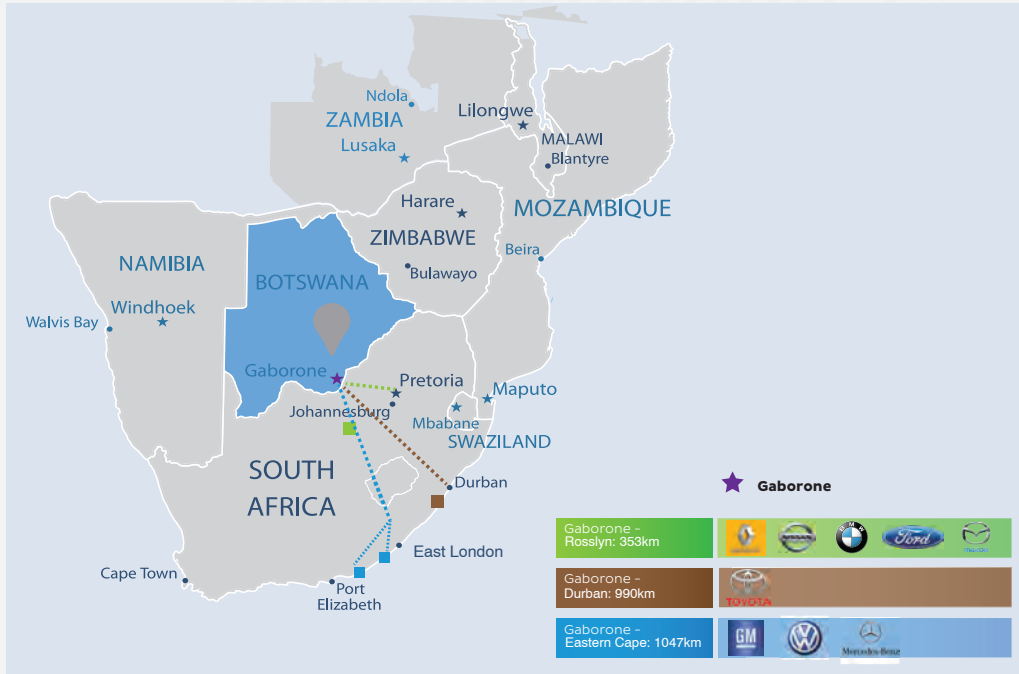 Ndola
ZAMBIA
Lusaka
Lilongwe
MALAWI
Blantyre
Harare
ZIMBABWE
Bulawayo
MOZAMBIQUE
Beira
NAMIBIA
Windhoek
Walvis Bay
BOTSWANA
Gaborone
Pretoria
Johannesburg
Maputo
Mbabane
SWAZILAND
SOUTH
AFRICA
Durban
East London
Cape Town
Port
Elizabeth
Gaborone
Gaborone –
Rosslyn: 353km
BMW
Ford
Gaborone –
Durban: 990km
TOYOTA
Gaborone –
Eastern Cape: 1047km
GM
Mercedes-Benz